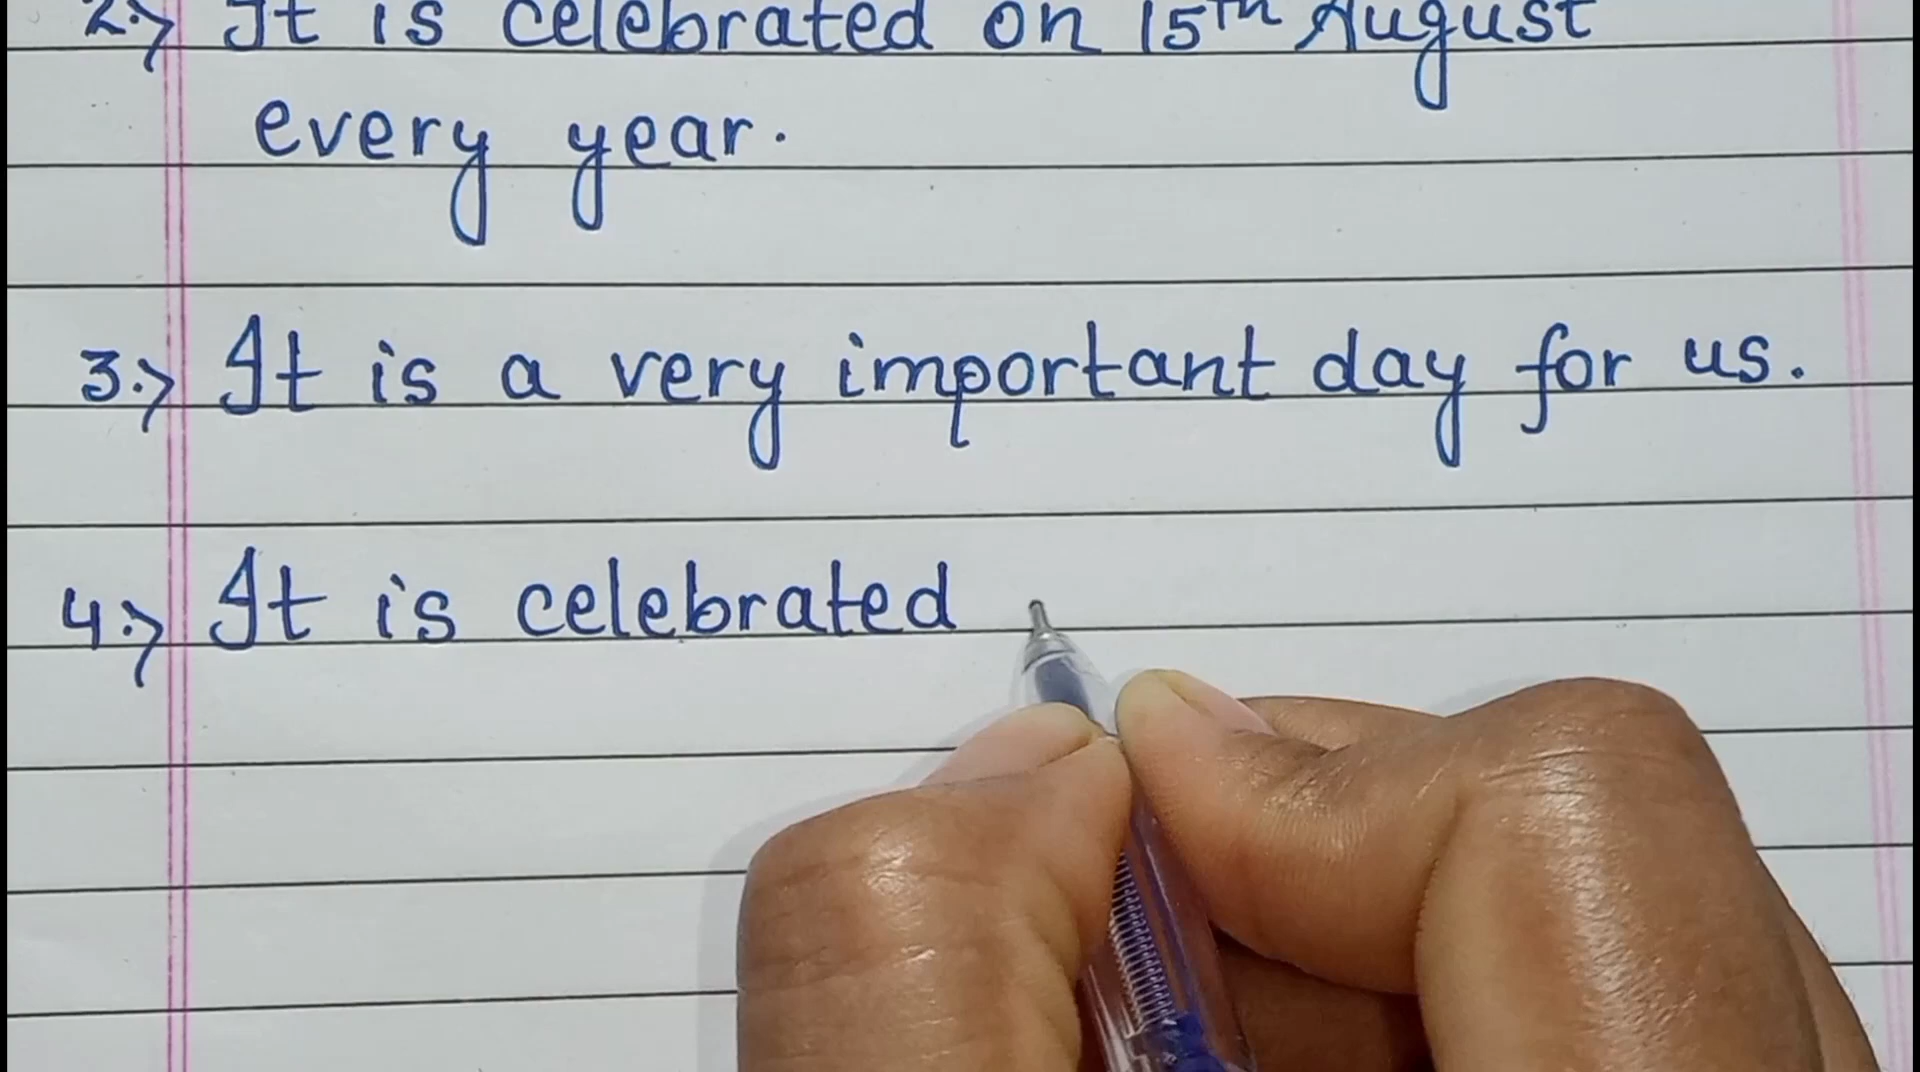 2.> It is celebrated on 15th August
every year.
3.> It is a very important day for us.
4.> It is celebrated